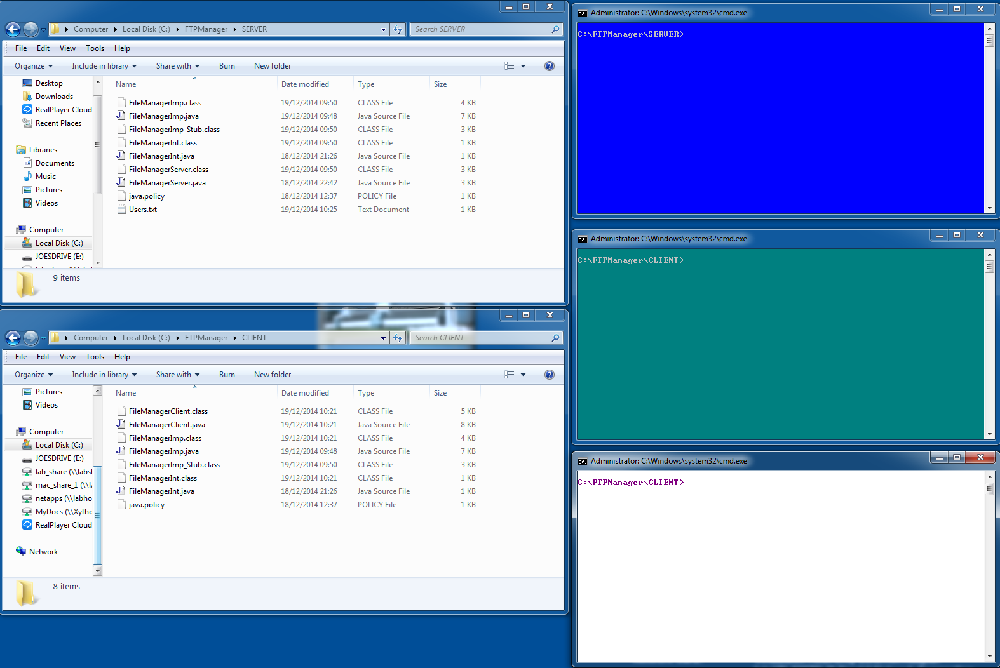 Computer Local Disk (C:) FTPManager SERVER
Search SERVER
File Edit View Tools Help
Organize Include in library Share with Burn New folder
Desktop
Downloads
RealPlayer Cloud
Recent Places
Libraries
Documents
Music
Pictures
Videos
Computer
Local Disk (C:)
JOESDRIVE (E:)
Name Date modified Type Size
FileManagerImp.class 19/12/2014 09:50 CLASS File 4 KB
FileManagerImp.java 19/12/2014 09:48 Java Source File 7 KB
FileManagerImp_Stub.class 19/12/2014 09:50 CLASS File 3 KB
FileManagerInt.class 19/12/2014 09:50 CLASS File 1 KB
FileManagerInt.java 18/12/2014 21:26 Java Source File 1 KB
FileManagerServer.class 19/12/2014 09:50 CLASS File 3 KB
FileManagerServer.java 18/12/2014 22:42 Java Source File 3 KB
java.policy 18/12/2014 12:37 POLICY File 1 KB
Users.txt 19/12/2014 10:25 Text Document 1 KB
9 items
Computer Local Disk (C:) FTPManager CLIENT
Search CLIENT
File Edit View Tools Help
Organize Include in library Share with Burn New folder
Pictures
Videos
Computer
Local Disk (C:)
JOESDRIVE (E:)
lab_share (\\labsl
mac_share_1 (\\la
netapps (\\labho
MyDocs (\\Xytho
RealPlayer Cloud
Network
Name Date modified Type Size
FileManagerClient.class 19/12/2014 10:21 CLASS File 5 KB
FileManagerClient.java 19/12/2014 10:21 Java Source File 8 KB
FileManagerImp.class 19/12/2014 10:21 CLASS File 4 KB
FileManagerImp.java 19/12/2014 09:48 Java Source File 7 KB
FileManagerImp_Stub.class 19/12/2014 09:50 CLASS File 3 KB
FileManagerInt.class 19/12/2014 10:21 CLASS File 1 KB
FileManagerInt.java 18/12/2014 21:26 Java Source File 1 KB
java.policy 18/12/2014 12:37 POLICY File 1 KB
8 items
Administrator: C:\Windows\system32\cmd.exe
C:\FTPManager\SERVER>
Administrator: C:\Windows\system32\cmd.exe
C:\FTPManager\CLIENT>
Administrator: C:\Windows\system32\cmd.exe
C:\FTPManager\CLIENT>